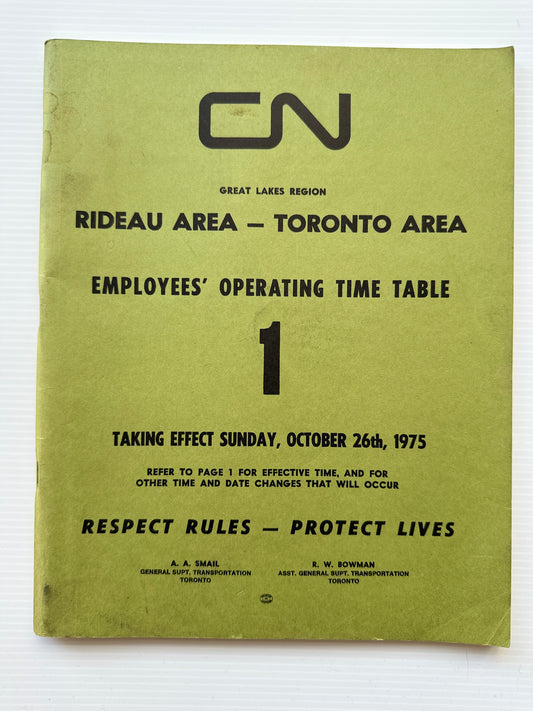 CN
GREAT LAKES REGION
RIDEAU AREA – TORONTO AREA
EMPLOYEES' OPERATING TIME TABLE
1
TAKING EFFECT SUNDAY, OCTOBER 26th, 1975
REFER TO PAGE 1 FOR EFFECTIVE TIME, AND FOR
OTHER TIME AND DATE CHANGES THAT WILL OCCUR
RESPECT RULES – PROTECT LIVES
A. A. SMAIL
GENERAL SUPT. TRANSPORTATION
TORONTO
R. W. BOWMAN
ASST. GENERAL SUPT. TRANSPORTATION
TORONTO